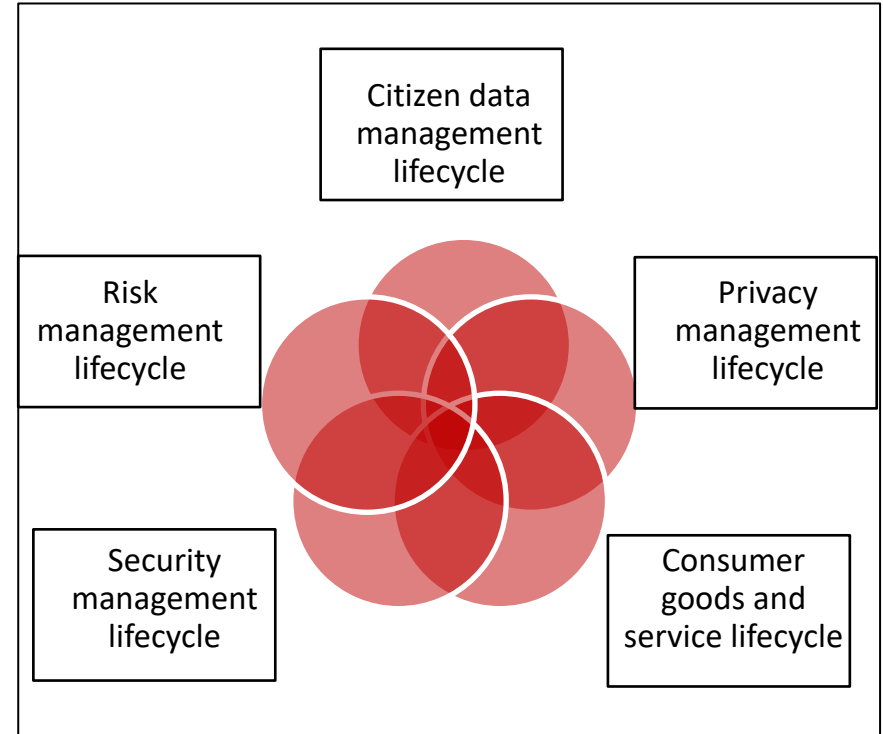 Citizen data
management
lifecycle
Risk
management
lifecycle
Privacy
management
lifecycle
Security
management
lifecycle
Consumer
goods and
service lifecycle